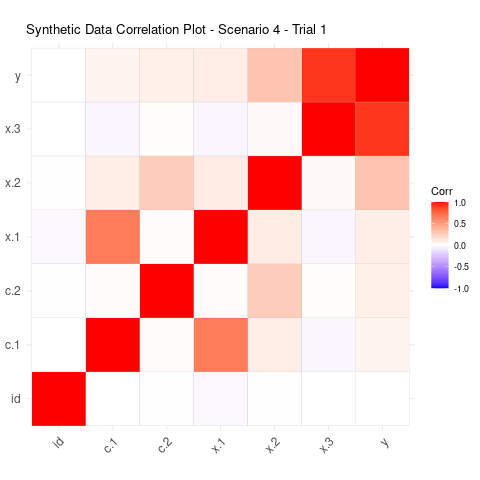 Synthetic Data Correlation Plot - Scenario 4 - Trial 1
y
x.3
x.2
x.1
c.2
c.1
id
id
c.1
c.2
x.1
x.2
x.3
y
Corr
1.0
0.5
0.0
-0.5
-1.0